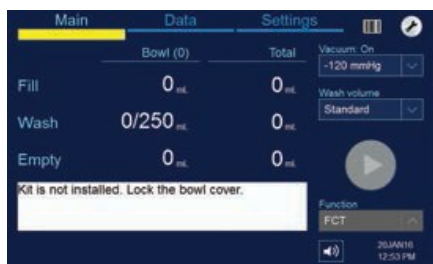 Main Data Settings
Bowl (0) Total
Vacuum: On
-120 mmHg
Fill 0 mL 0 mL
Wash volume
Standard
Wash 0/250 mL 0 mL
Empty 0 mL 0 mL
Kit is not installed. Lock the bowl cover.
Function
FCT
20JAN16
12:53 PM